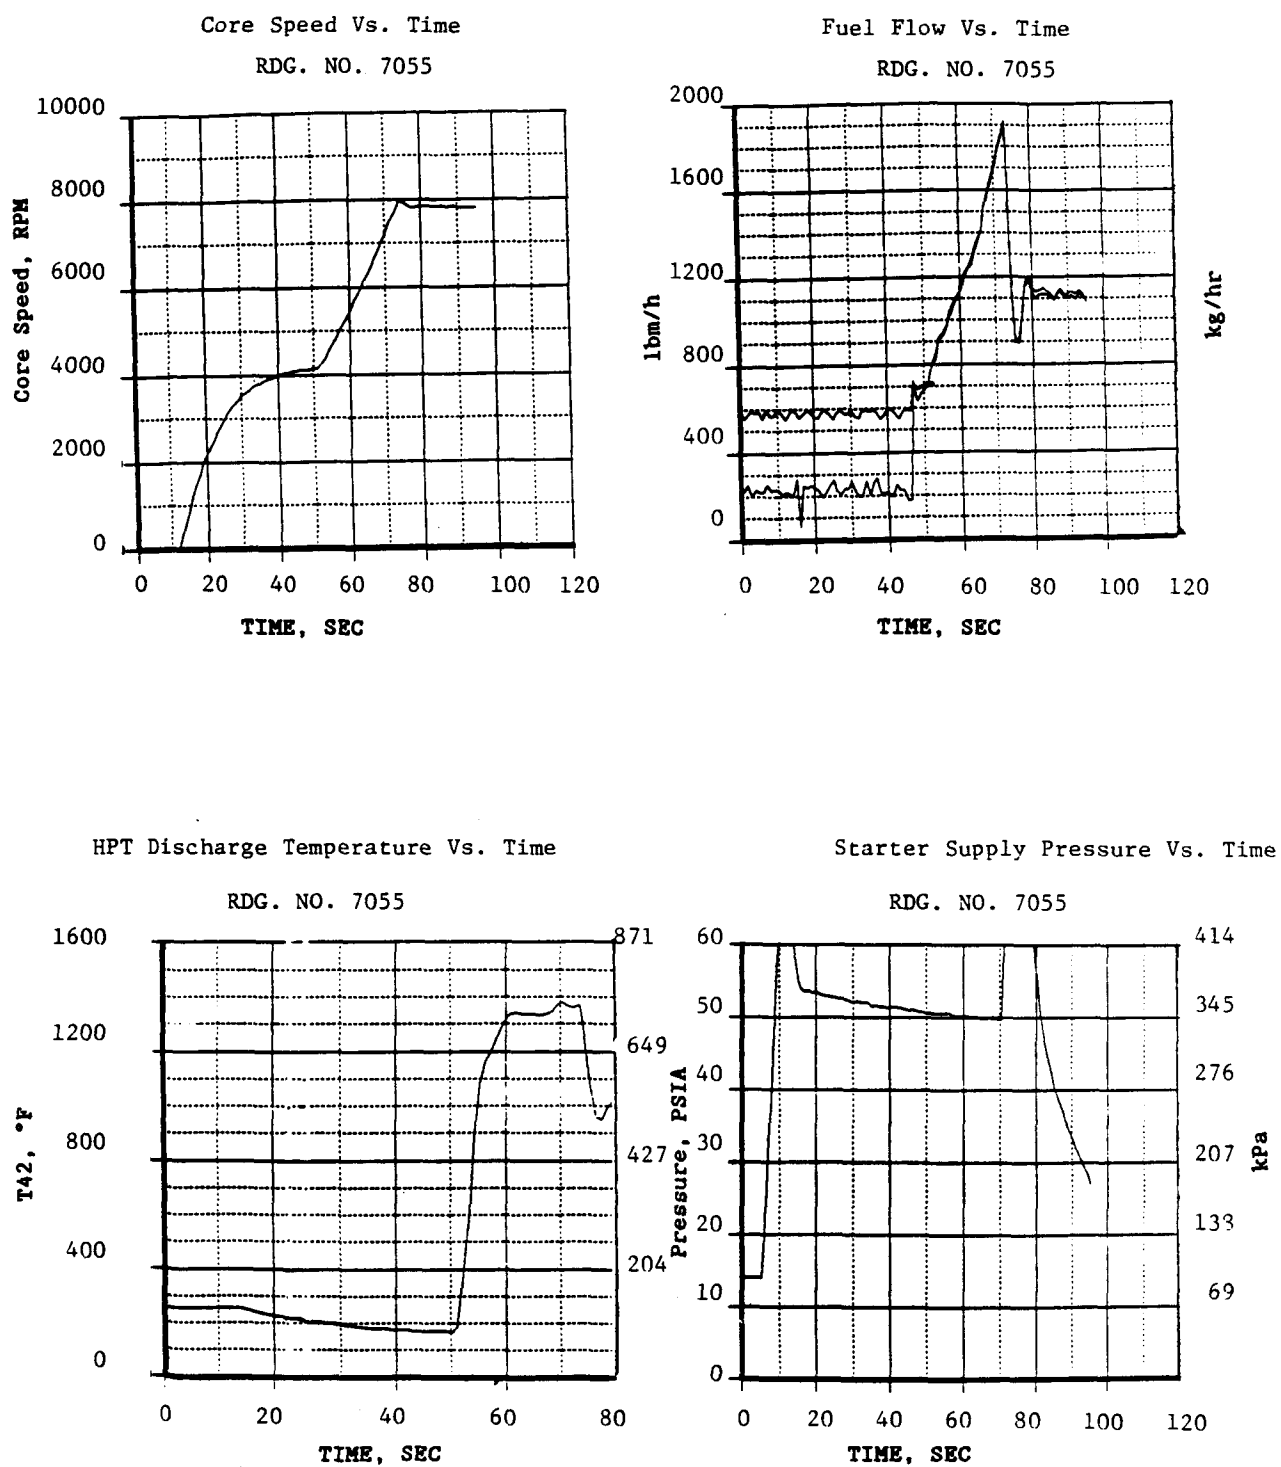 Core Speed Vs. Time
RDG. NO. 7055
10000
8000
6000
4000
2000
0
Core Speed, RPM
0 20 40 60 80 100 120
TIME, SEC
Fuel Flow Vs. Time
RDG. NO. 7055
2000
1600
1200
800
400
0
lbm/h
kg/hr
0 20 40 60 80 100 120
TIME, SEC
HPT Discharge Temperature Vs. Time
RDG. NO. 7055
1600
1200
800
400
0
T42, °F
871
649
427
204
0 20 40 60 80
TIME, SEC
Starter Supply Pressure Vs. Time
RDG. NO. 7055
60
50
40
30
20
10
0
Pressure, PSIA
414
345
276
207
133
69
kPa
0 20 40 60 80 100 120
TIME, SEC